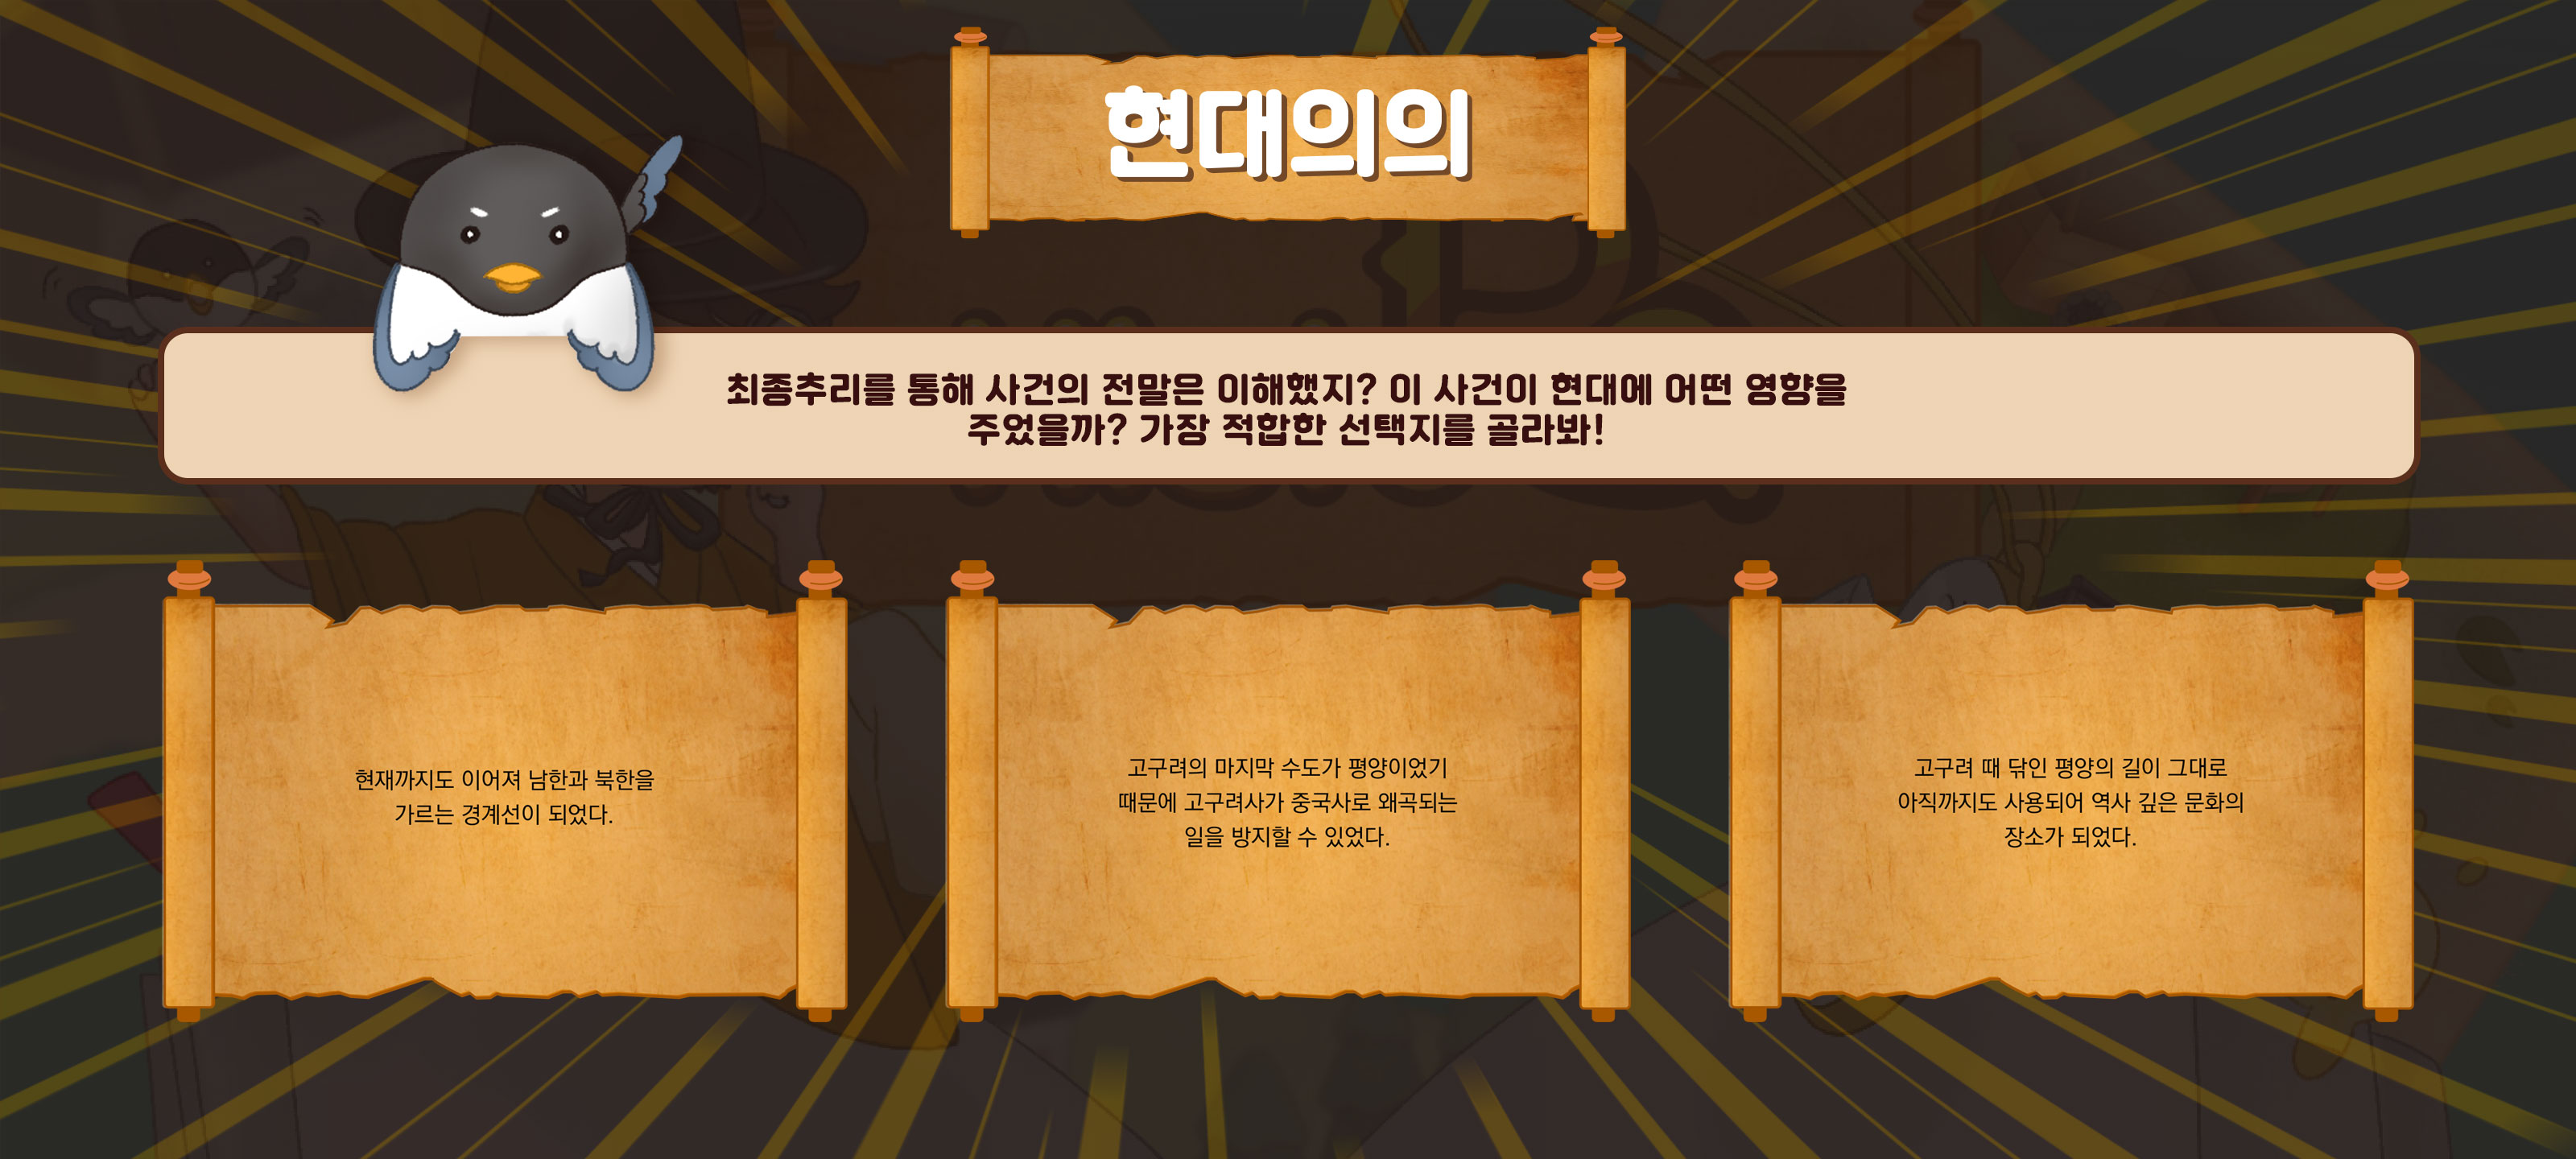 현대의의
최종추리를 통해 사건의 전말은 이해했지? 이 사건이 현대에 어떤 영향을
주었을까? 가장 적합한 선택지를 골라봐!
현재까지도 이어져 남한과 북한을
가르는 경계선이 되었다.
고구려의 마지막 수도가 평양이었기
때문에 고구려사가 중국사로 왜곡되는
일을 방지할 수 있었다.
고구려 때 닦인 평양의 길이 그대로
아직까지도 사용되어 역사 깊은 문화의
장소가 되었다.